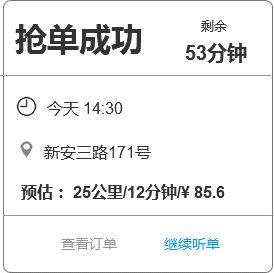 抢单成功
剩余
53分钟
今天 14:30
新安三路171号
预估： 25公里/12分钟/¥ 85.6
查看订单 继续听单